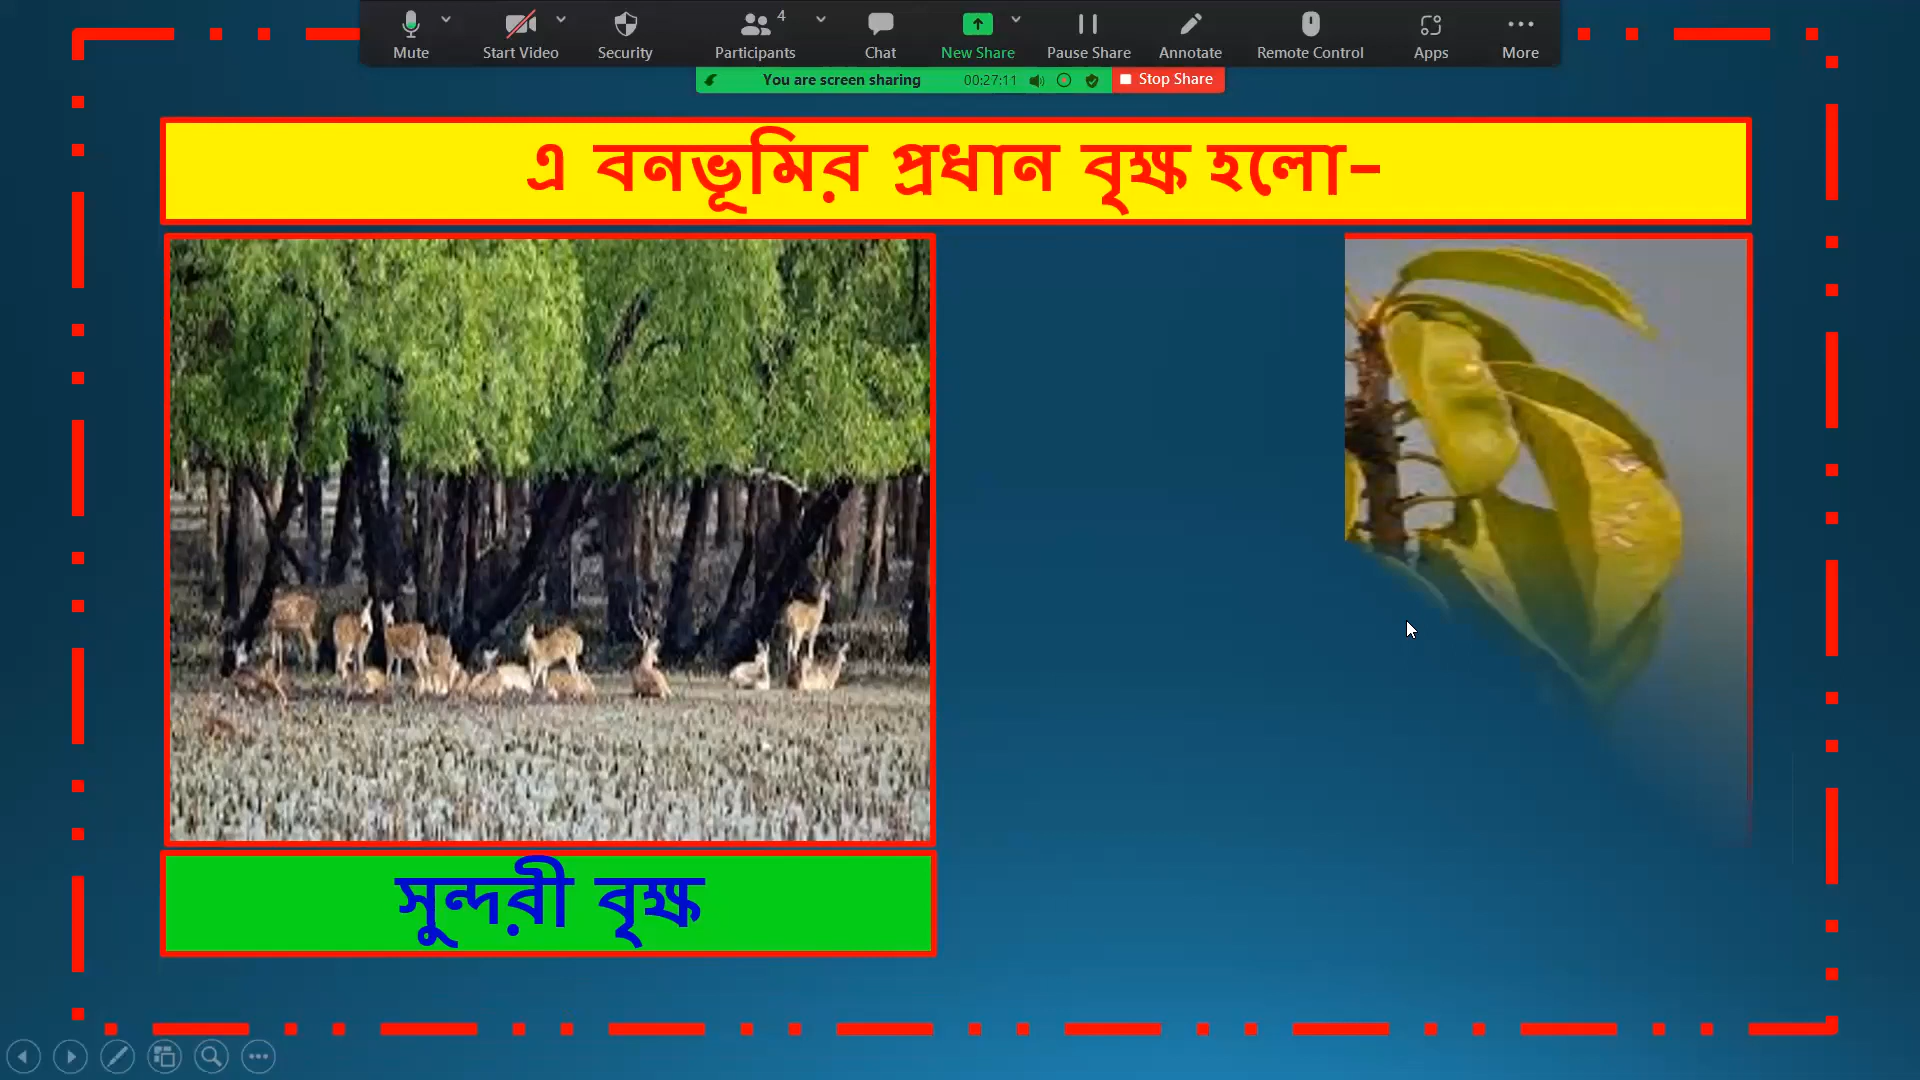 Mute
Start Video
Security
Participants
4
Chat
New Share
Pause Share
Annotate
Remote Control
Apps
More
You are screen sharing
00:27:11
Stop Share
এ বনভূমির প্রধান বৃক্ষ হলো-
সুন্দরী বৃক্ষ